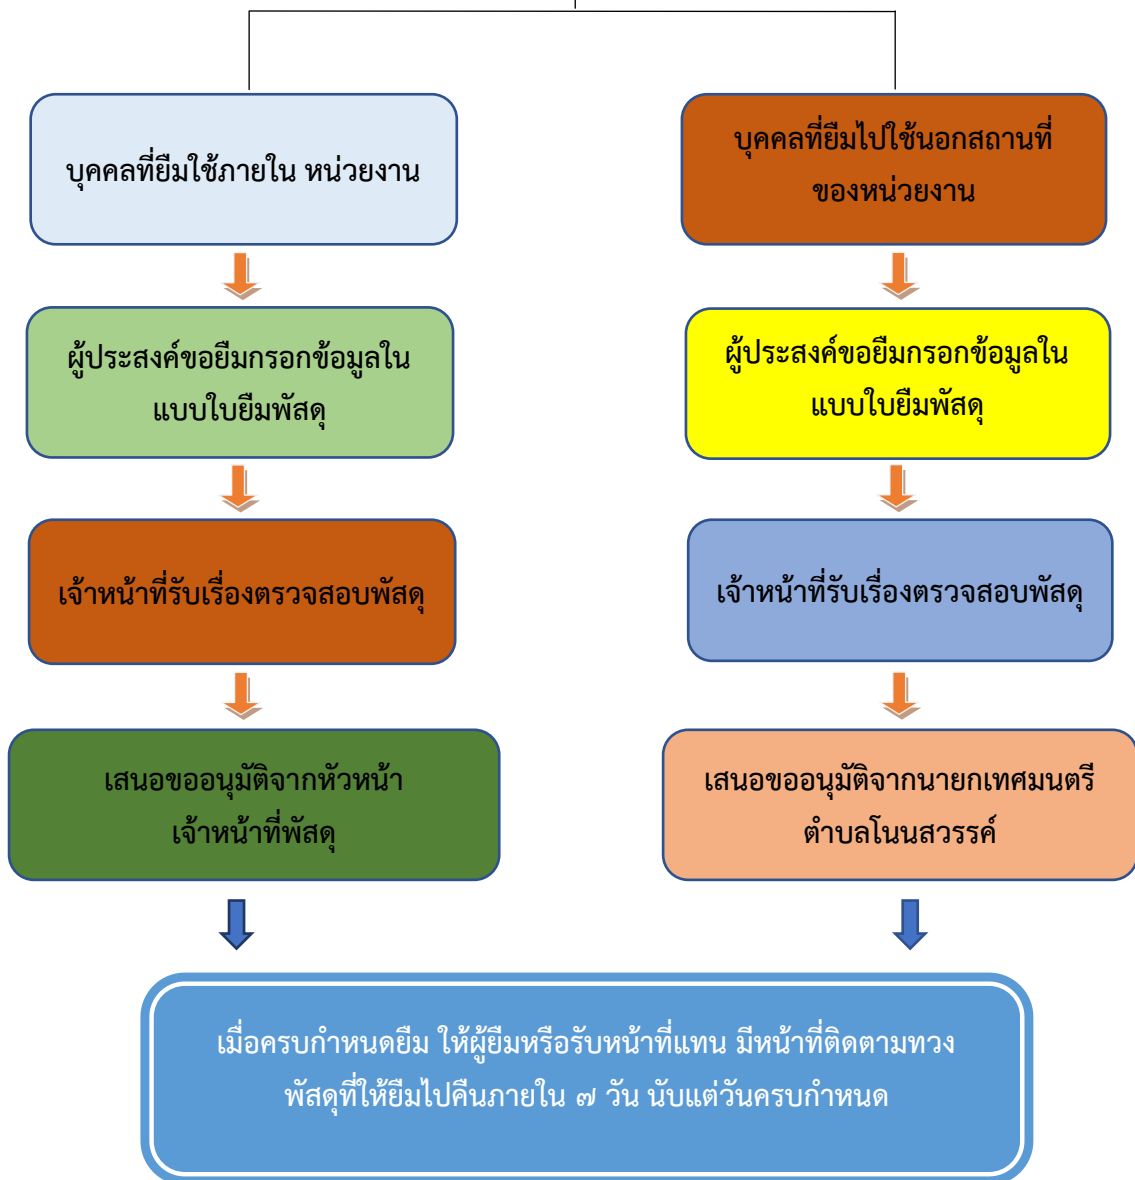 บุคคลที่ยืมใช้ภายใน หน่วยงาน
ผู้ประสงค์ขอยืมกรอกข้อมูลใน
แบบใบยืมพัสดุ
เจ้าหน้าที่รับเรื่องตรวจสอบพัสดุ
เสนอขออนุมัติจากหัวหน้า
เจ้าหน้าที่พัสดุ
บุคคลที่ยืมไปใช้นอกสถานที่
ของหน่วยงาน
ผู้ประสงค์ขอยืมกรอกข้อมูลใน
แบบใบยืมพัสดุ
เจ้าหน้าที่รับเรื่องตรวจสอบพัสดุ
เสนอขออนุมัติจากนายกเทศมนตรี
ตำบลโนนสวรรค์
เมื่อครบกำหนดยืม ให้ผู้ยืมหรือรับหน้าที่แทน มีหน้าที่ติดตามทวง
พัสดุที่ให้ยืมไปคืนภายใน ๗ วัน นับแต่วันครบกำหนด